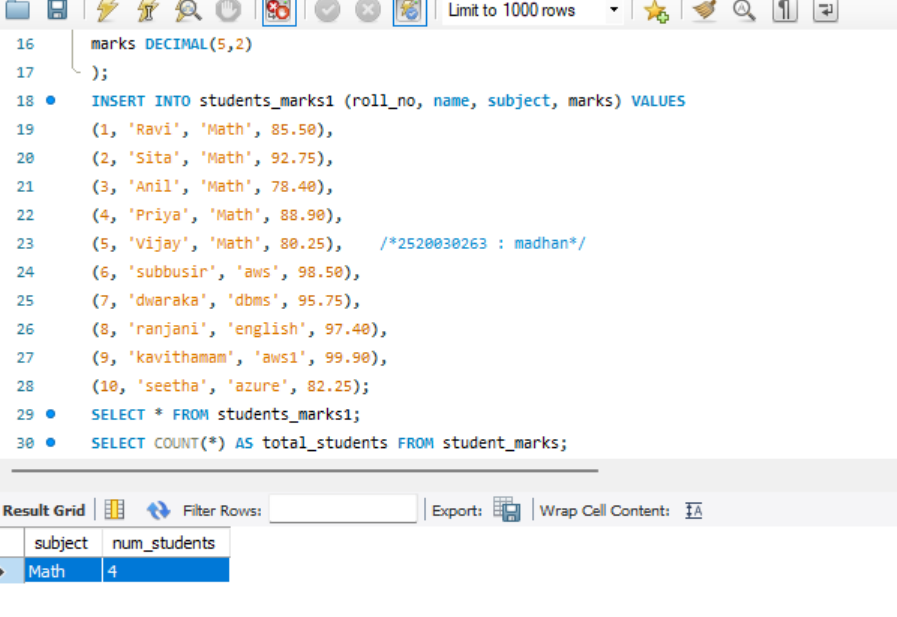 Limit to 1000 rows
16 marks DECIMAL(5,2)
17 );
18 INSERT INTO students_marks1 (roll_no, name, subject, marks) VALUES
19 (1, 'Ravi', 'Math', 85.50),
20 (2, 'Sita', 'Math', 92.75),
21 (3, 'Anil', 'Math', 78.40),
22 (4, 'Priya', 'Math', 88.90),
23 (5, 'Vijay', 'Math', 80.25), /*2520030263 : madhan*/
24 (6, 'subbusir', 'aws', 98.50),
25 (7, 'dwaraka', 'dbms', 95.75),
26 (8, 'ranjani', 'english', 97.40),
27 (9, 'kavithamam', 'aws1', 99.90),
28 (10, 'seetha', 'azure', 82.25);
29 SELECT * FROM students_marks1;
30 SELECT COUNT(*) AS total_students FROM student_marks;
Result Grid Filter Rows: Export: Wrap Cell Content:
subject num_students
Math 4